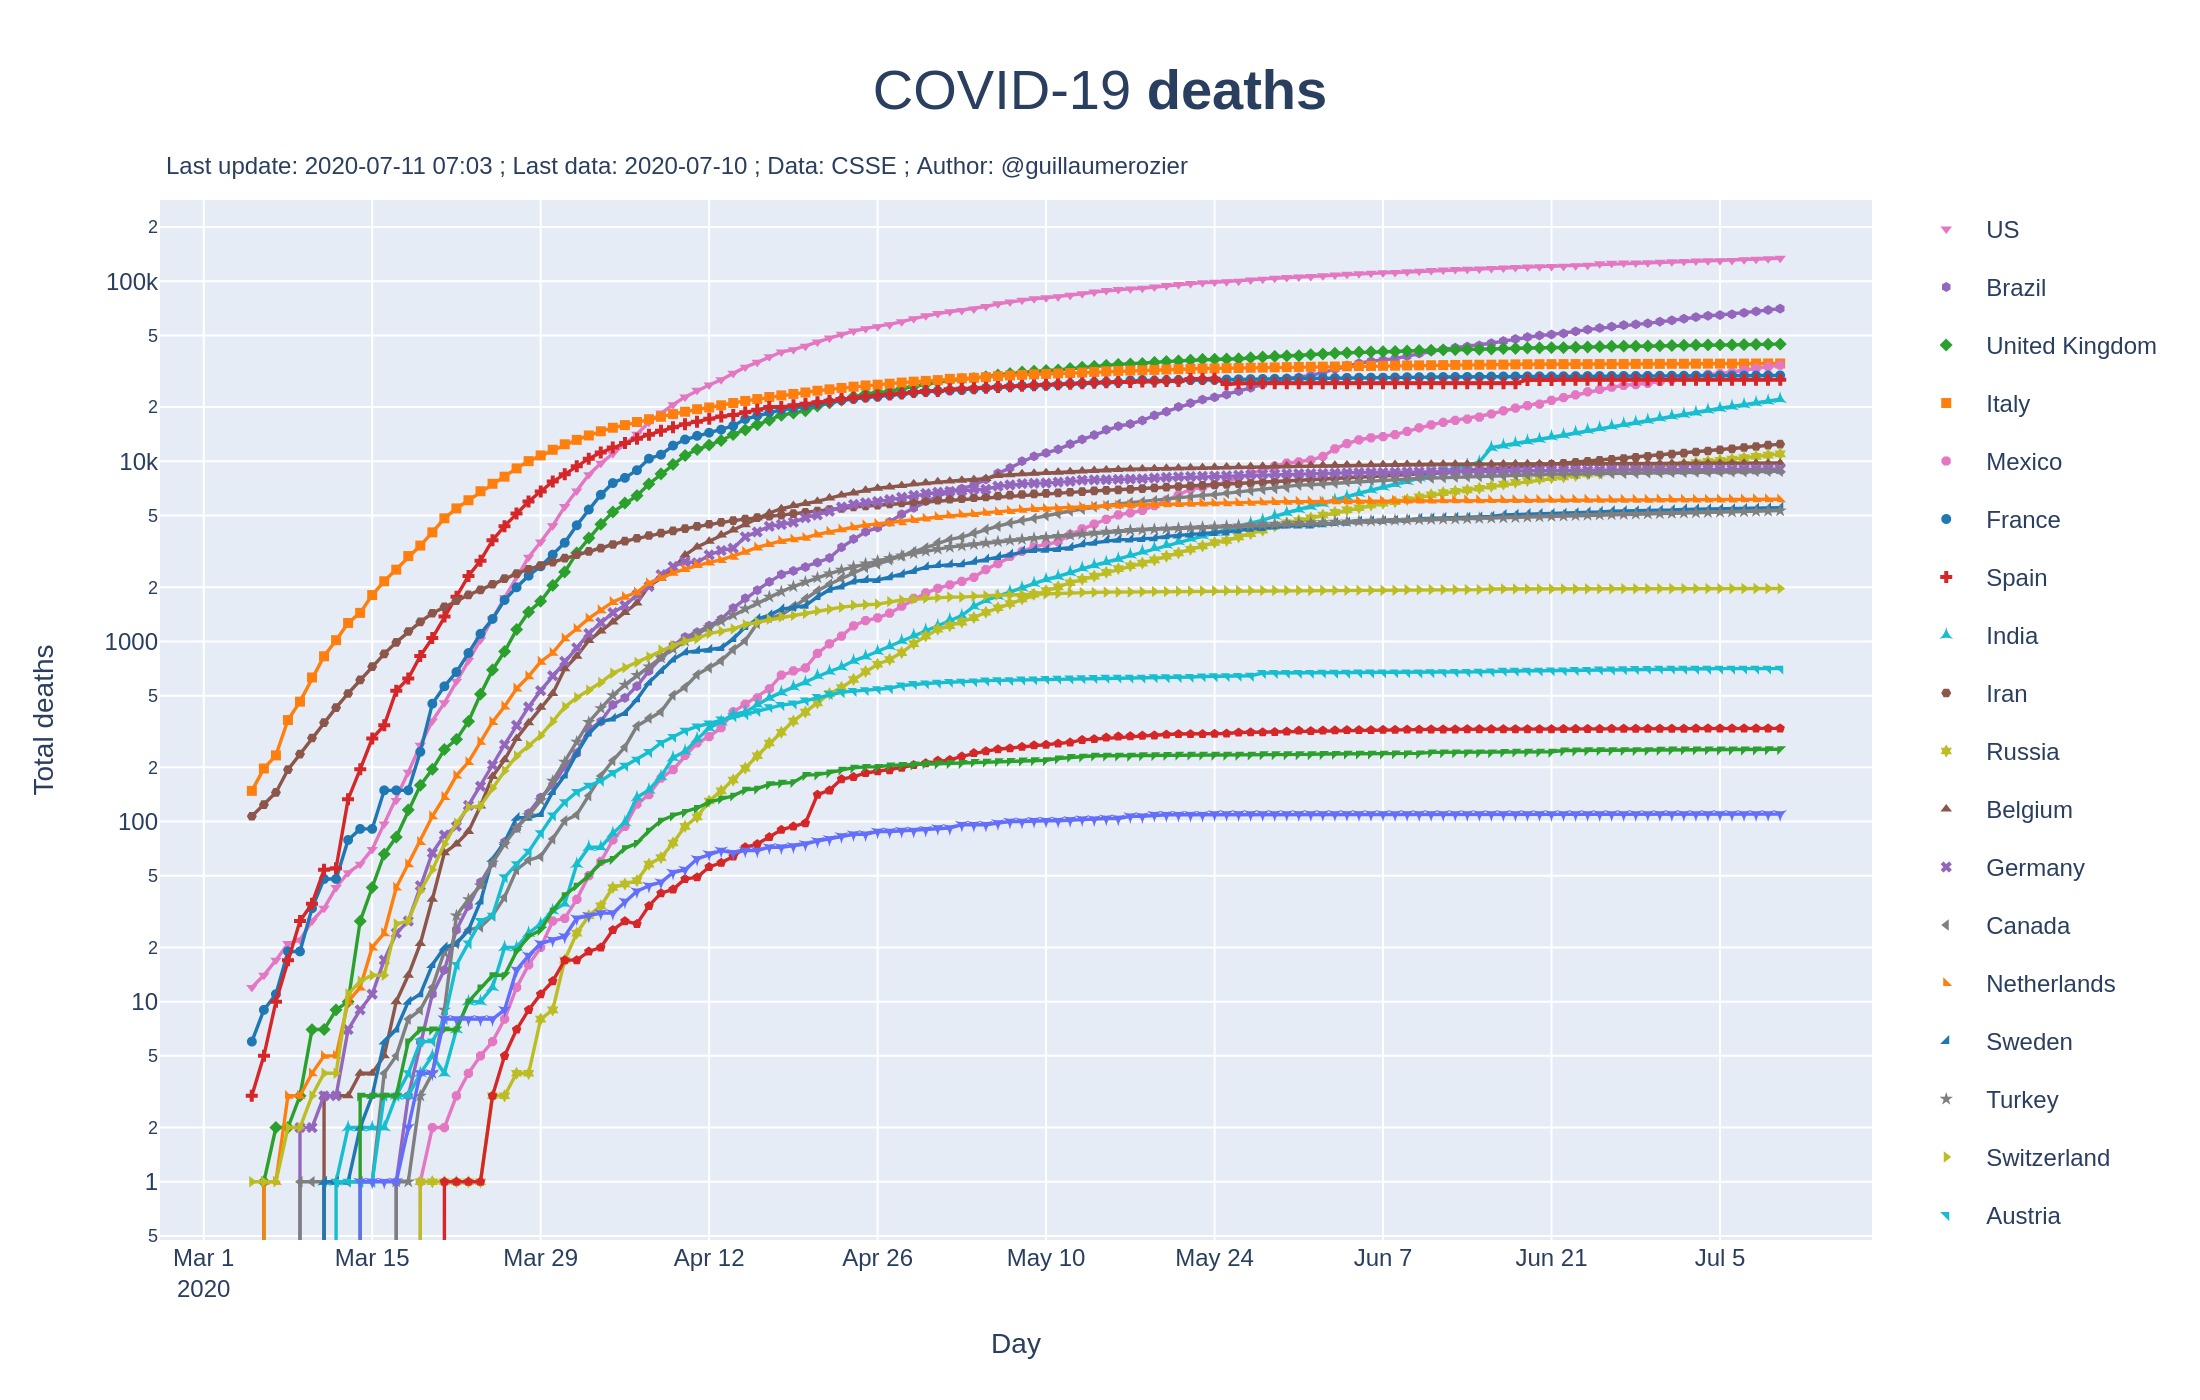 COVID-19 deaths
Last update: 2020-07-11 07:03 ; Last data: 2020-07-10 ; Data: CSSE ; Author: @guillaumerozier
2
100k
5
2
10k
5
2
1000
5
2
100
5
2
10
5
2
1
5
Total deaths
Mar 1
2020
Mar 15
Mar 29
Apr 12
Apr 26
May 10
May 24
Jun 7
Jun 21
Jul 5
Day
US
Brazil
United Kingdom
Italy
Mexico
France
Spain
India
Iran
Russia
Belgium
Germany
Canada
Netherlands
Sweden
Turkey
Switzerland
Austria